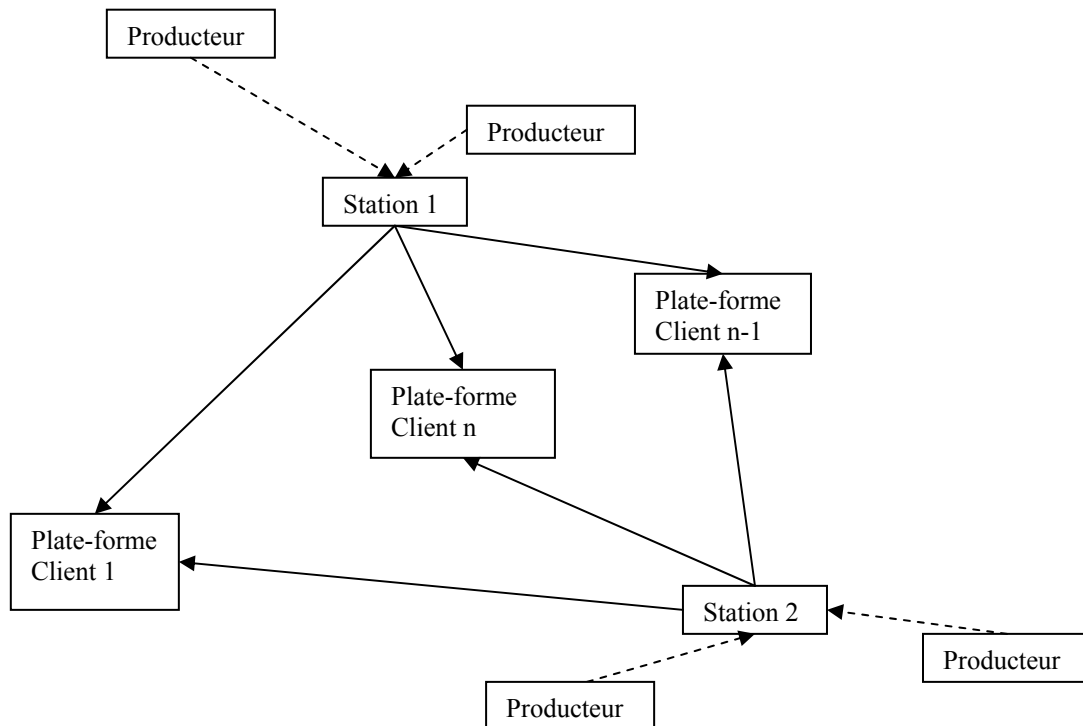 Producteur
Producteur
Station 1
Plate-forme
Client n-1
Plate-forme
Client n
Plate-forme
Client 1
Station 2
Producteur
Producteur